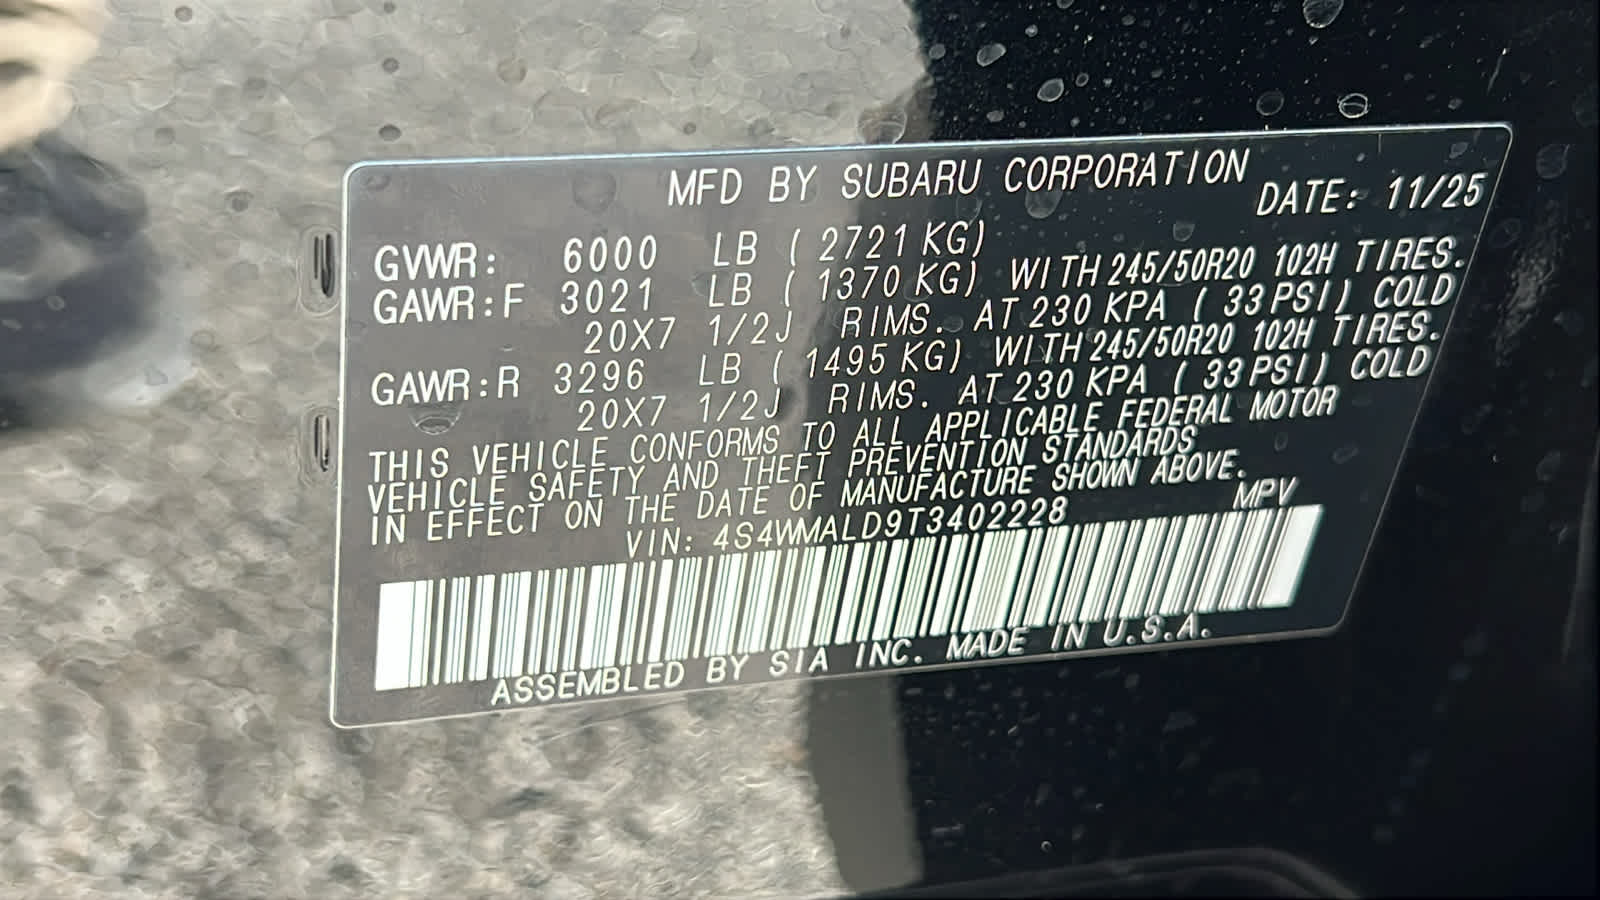 MFD BY SUBARU CORPORATION
DATE: 11/25
GVWR: 6000 LB ( 2721 KG)
GAWR:F 3021 LB ( 1370 KG) WITH 245/50R20 102H TIRES.
20X7 1/2J RIMS. AT 230 KPA ( 33 PSI) COLD
GAWR:R 3296 LB ( 1495 KG) WITH 245/50R20 102H TIRES.
20X7 1/2J RIMS. AT 230 KPA ( 33 PSI) COLD
THIS VEHICLE CONFORMS TO ALL APPLICABLE FEDERAL MOTOR
VEHICLE SAFETY AND THEFT PREVENTION STANDARDS
IN EFFECT ON THE DATE OF MANUFACTURE SHOWN ABOVE.
VIN: 4S4WMALD9T3402228 MPV
ASSEMBLED BY SIA INC. MADE IN U.S.A.